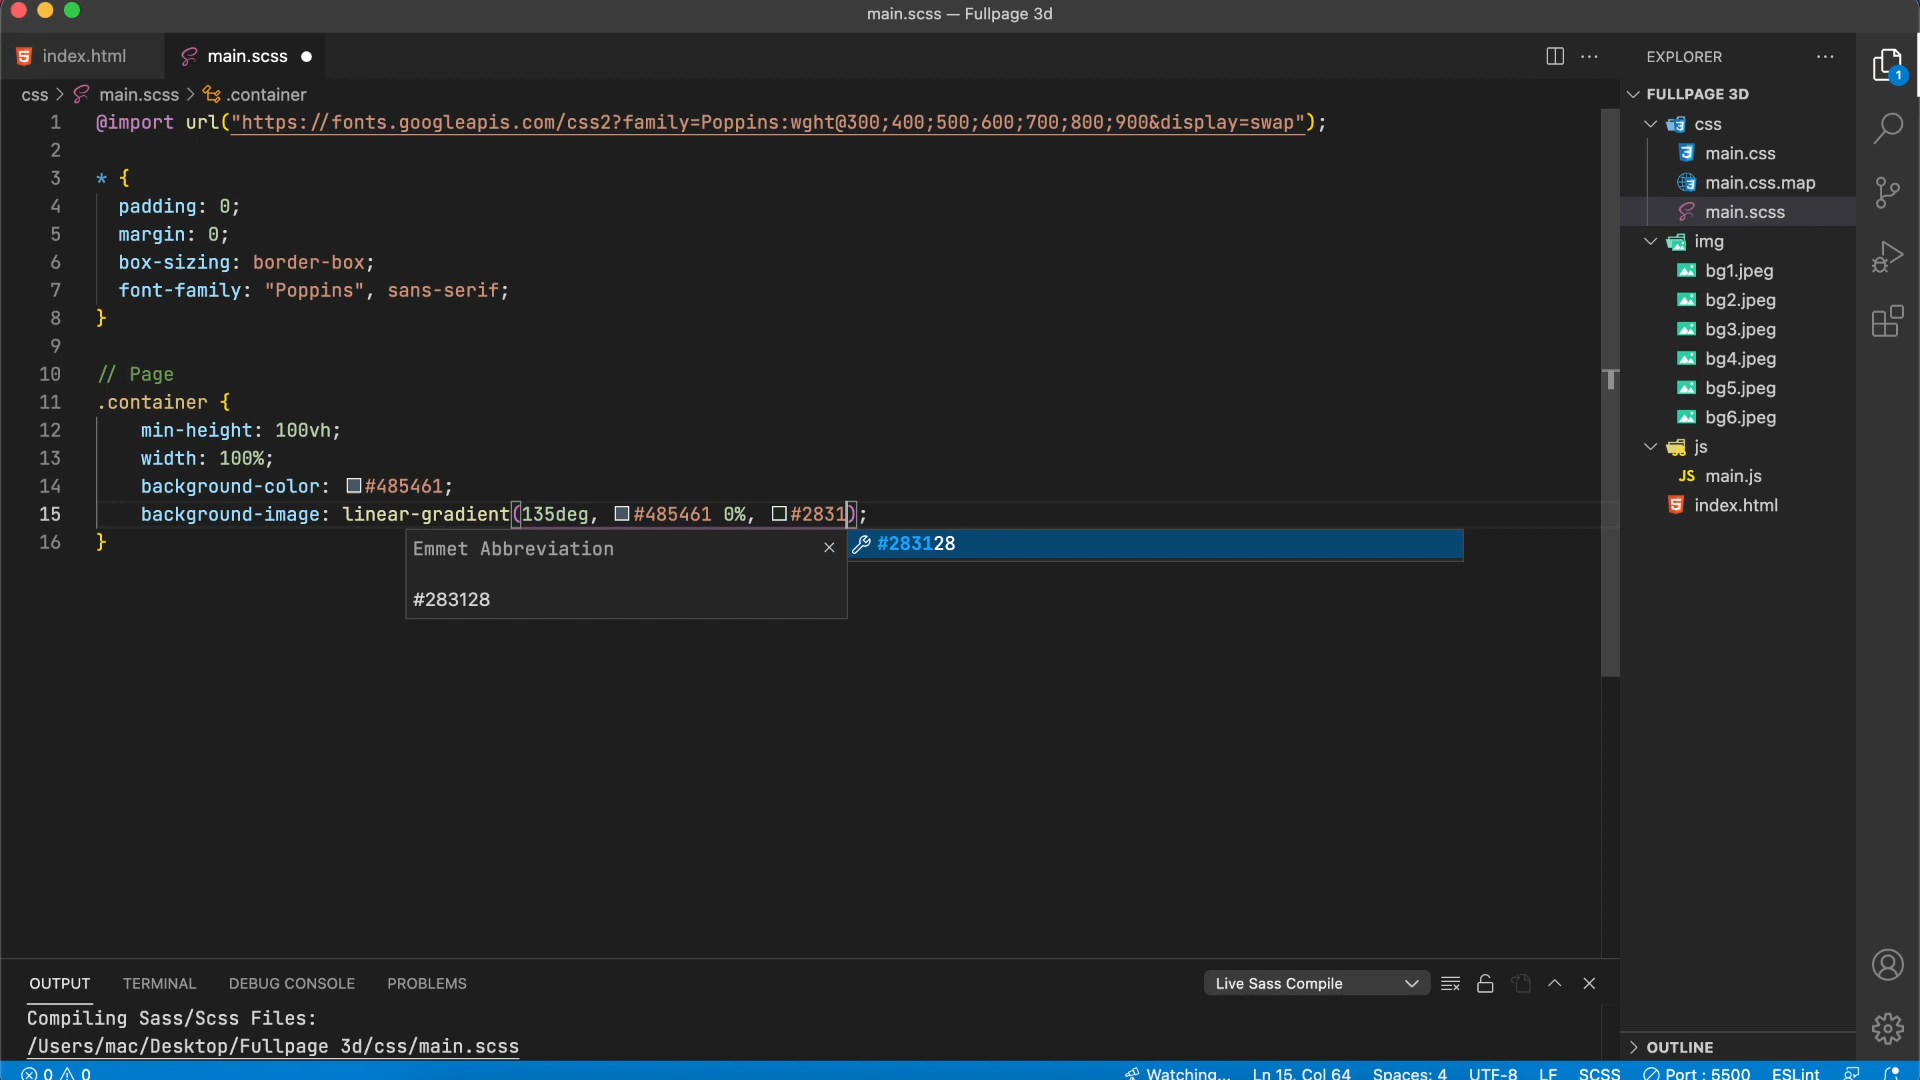 main.scss — Fullpage 3d
index.html
main.scss
EXPLORER
css > main.scss > .container
1 @import url("https://fonts.googleapis.com/css2?family=Poppins:wght@300;400;500;600;700;800;900&display=swap");
2
3 * {
4 padding: 0;
5 margin: 0;
6 box-sizing: border-box;
7 font-family: "Poppins", sans-serif;
8 }
9
10 // Page
11 .container {
12 min-height: 100vh;
13 width: 100%;
14 background-color: #485461;
15 background-image: linear-gradient(135deg, #485461 0%, #2831);
16 }
Emmet Abbreviation
#283128
#283128
FULLPAGE 3D
css
main.css
main.css.map
main.scss
img
bg1.jpeg
bg2.jpeg
bg3.jpeg
bg4.jpeg
bg5.jpeg
bg6.jpeg
js
JS main.js
index.html
1
OUTLINE
OUTPUT TERMINAL DEBUG CONSOLE PROBLEMS
Live Sass Compile
Compiling Sass/Scss Files:
/Users/mac/Desktop/Fullpage 3d/css/main.scss
0 0
Watching... Ln 15, Col 64 Spaces: 4 UTF-8 LF SCSS Port : 5500 ESLint